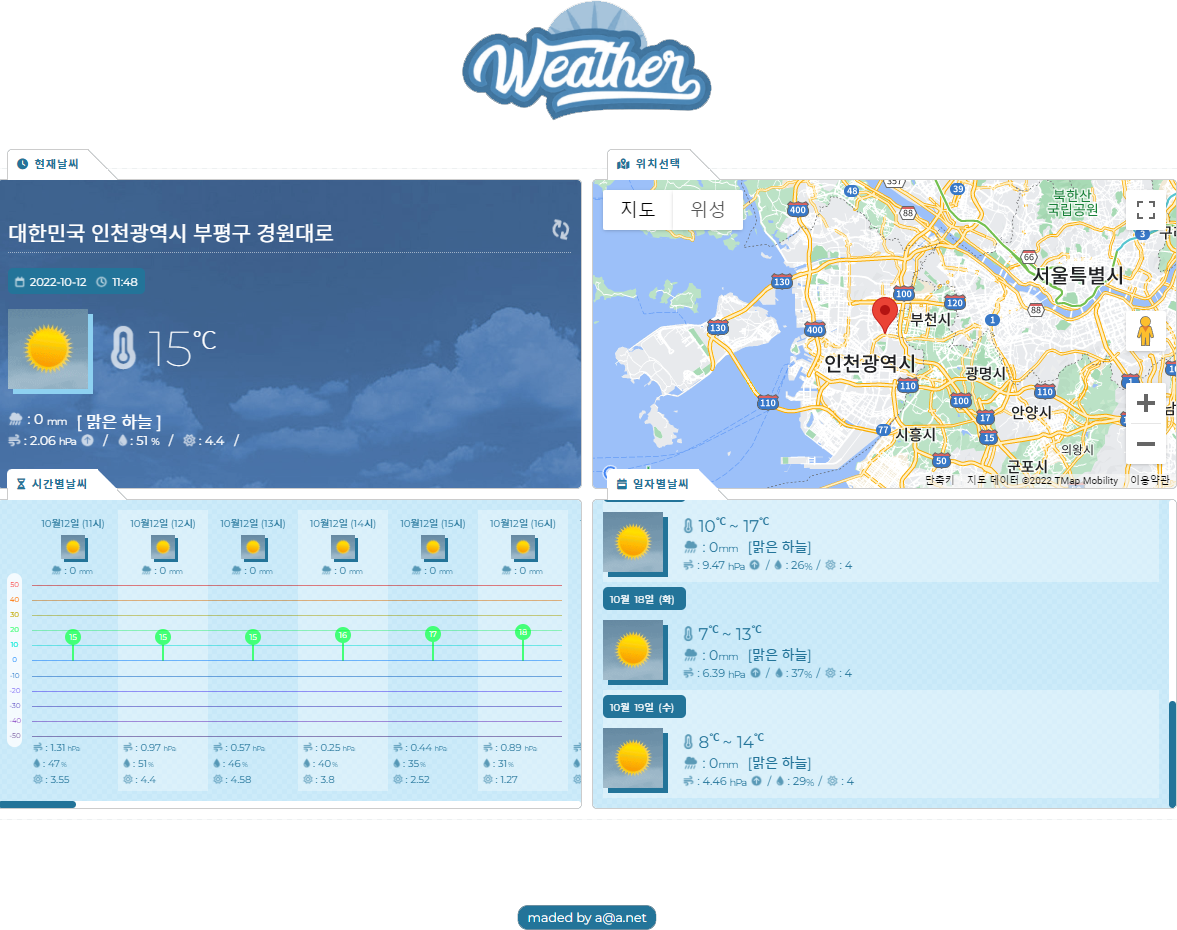 Weather
현재날씨
대한민국 인천광역시 부평구 경원대로
2022-10-12 11:48
15℃
: 0 mm [ 맑은 하늘 ]
: 2.06 hPa / : 51 % / : 4.4 /
위치선택
지도 위성
357
48
39
북한산
국립공원
400
88
3
구리
66
서울특별시
130
100
120
88
1
부천시
130
400
인천광역시
광명시
110
110
100
110
1
17
안양시
77
시흥시
15
의왕시
50
군포시
단축키 지도 데이터 ©2022 TMap Mobility 이용약관
시간별날씨
10월12일 (11시) 10월12일 (12시) 10월12일 (13시) 10월12일 (14시) 10월12일 (15시) 10월12일 (16시)
: 0 mm : 0 mm : 0 mm : 0 mm : 0 mm : 0 mm
50
40
30
20
10
0
-10
-20
-30
-40
-50
15 15 15 16 17 18
: 1.31 hPa : 0.97 hPa : 0.57 hPa : 0.25 hPa : 0.44 hPa : 0.89 hPa
: 47 % : 51 % : 46 % : 40 % : 35 % : 31 %
: 3.55 : 4.4 : 4.58 : 3.8 : 2.52 : 1.27
일자별날씨
10℃ ~ 17℃
: 0mm [맑은 하늘]
: 9.47 hPa / : 26% / : 4
10월 18일 (화)
7℃ ~ 13℃
: 0mm [맑은 하늘]
: 6.39 hPa / : 37% / : 4
10월 19일 (수)
8℃ ~ 14℃
: 0mm [맑은 하늘]
: 4.46 hPa / : 29% / : 4
maded by a@a.net